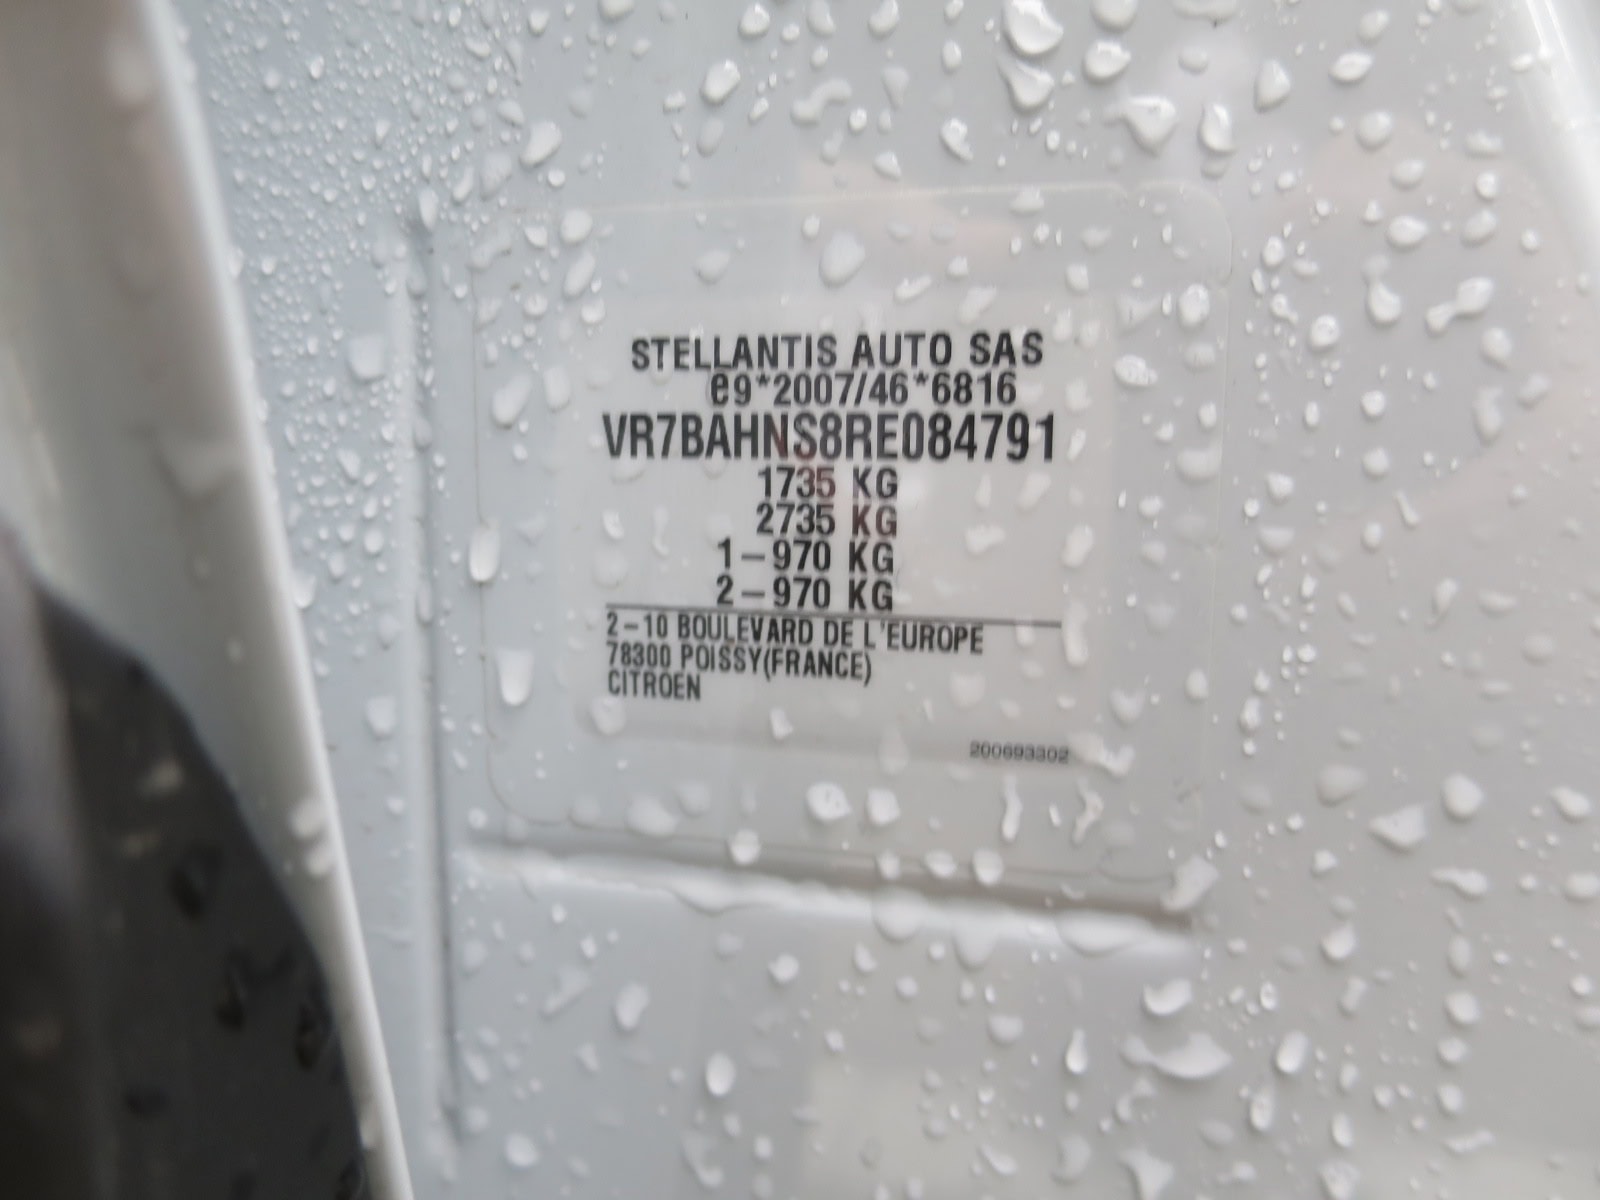 STELLANTIS AUTO SAS
e9*2007/46*6816
VR7BAHNS8RE084791
1735 KG
2735 KG
1-970 KG
2-970 KG
2-10 BOULEVARD DE L'EUROPE
78300 POISSY(FRANCE)
CITROEN
200693302